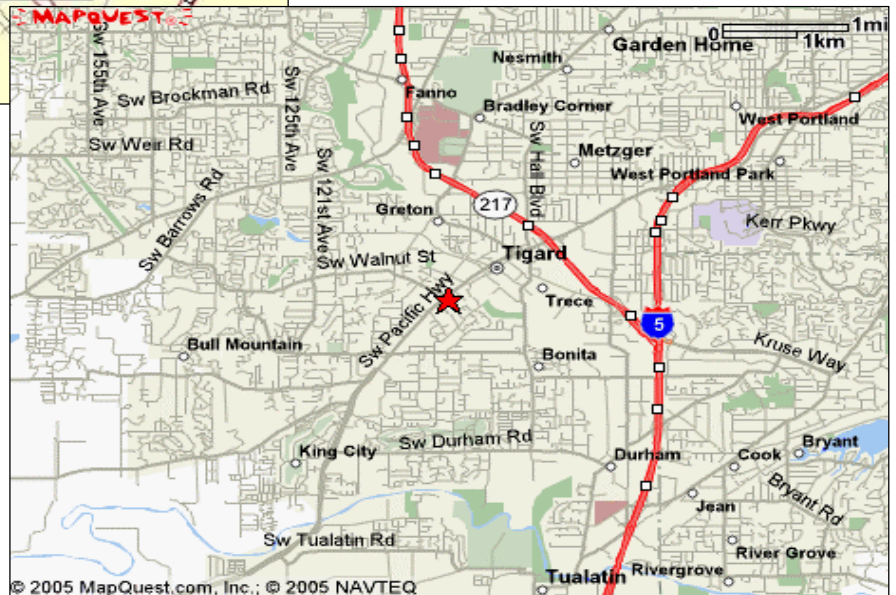 MAPQUEST
0
1mi
1km
Garden Home
Nesmith
Sw 155th Ave
Sw 125th Ave
Sw Brockman Rd
Fanno
Bradley Corner
West Portland
Sw Weir Rd
Sw 121st Ave
Sw Hall Blvd
Metzger
West Portland Park
Sw Barrows Rd
Greton
217
Kerr Pkwy
Sw Walnut St
Tigard
Sw Pacific Hwy
Trece
5
Bull Mountain
Bonita
Kruse Way
King City
Sw Durham Rd
Durham
Cook
Bryant
Bryant Rd
Jean
Sw Tualatin Rd
River Grove
Tualatin
Rivergrove
© 2005 MapQuest.com, Inc.; © 2005 NAVTEQ